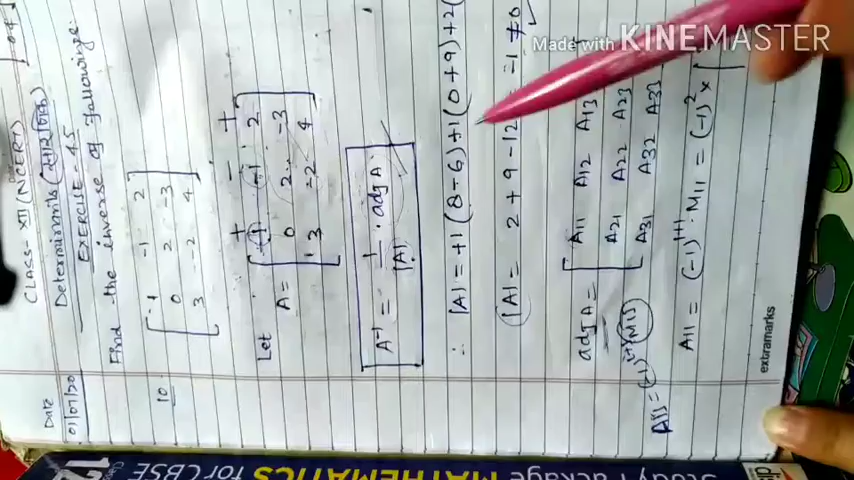 CLASS- XII (NCERT)
Determinants
EXERCISE - 4.5
Date
01/07/20
Find the inverse of following:
10
1 -1 2
0 2 -3
3 -2 4
+ - +
Let A = 1 -1 2
0 2 -3
3 -2 4
A⁻¹ = 1/|A| · adj A
∴ |A| = +1(8-6)+1(0+9)+2(
|A| = 2+9-12 = -1 ≠0
adj A = A11 A12 A13
A21 A22 A23
A31 A32 A33
A11 = (-1)¹⁺¹ · M11 = (-1)² × [
extramarks
Made with KINEMASTER
12
MATHEMATICS FOR CBSE